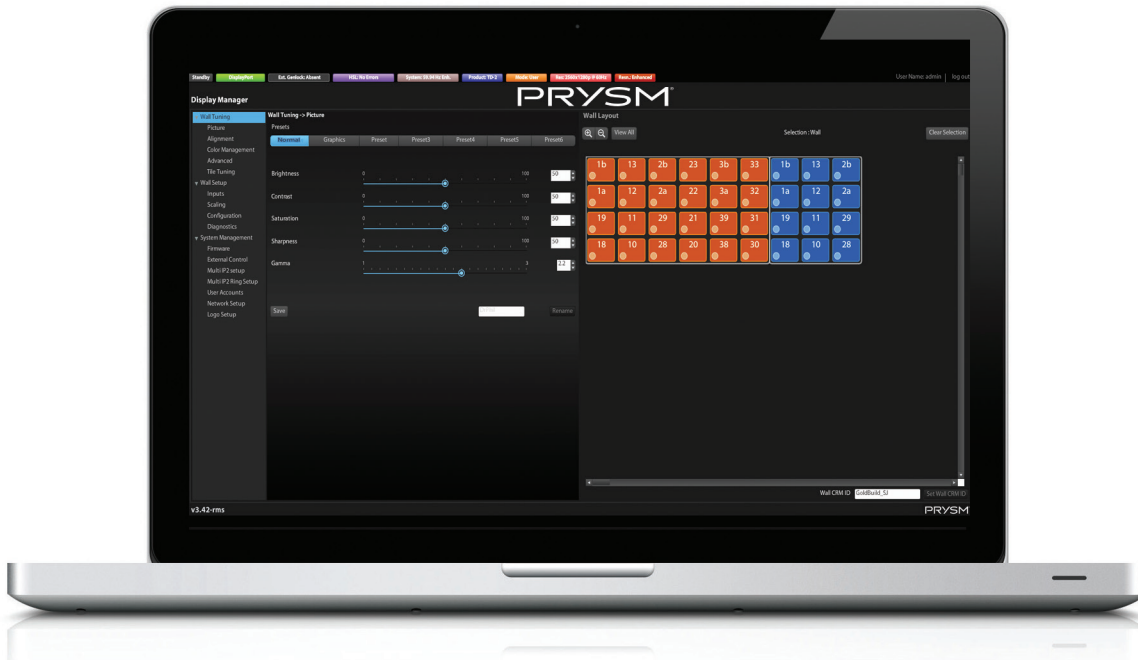 Standby DisplayPort Ext. Genlock: Absent HSL: No Errors System: 59.94 Hz Enh. Product: TD-2 Mode: User Res: 2560x1200p @ 60Hz Reson.: Enhanced User Name: admin | log out
PRYSM
Display Manager
Wall Tuning
Picture
Alignment
Color Management
Advanced
Tile Tuning
Wall Setup
Inputs
Scaling
Configuration
Diagnostics
System Management
Firmware
External Control
Multi IP2 setup
Multi IP2 Ring Setup
User Accounts
Network Setup
Logo Setup
Wall Tuning -> Picture
Presets
Normal Graphics Preset Preset3 Preset4 Preset5 Preset6
Brightness 0 100 50
Contrast 0 100 50
Saturation 0 100 50
Sharpness 0 100 50
Gamma 1 3 2.2
Save Rename
Wall Layout
View All Selection : Wall Clear Selection
1b 13 2b 23 3b 33 1b 13 2b
1a 12 2a 22 3a 32 1a 12 2a
19 11 29 21 39 31 19 11 29
18 10 28 20 38 30 18 10 28
Wall CRM ID GoldBuild_SJ Set Wall CRM ID
v3.42-rms PRYSM